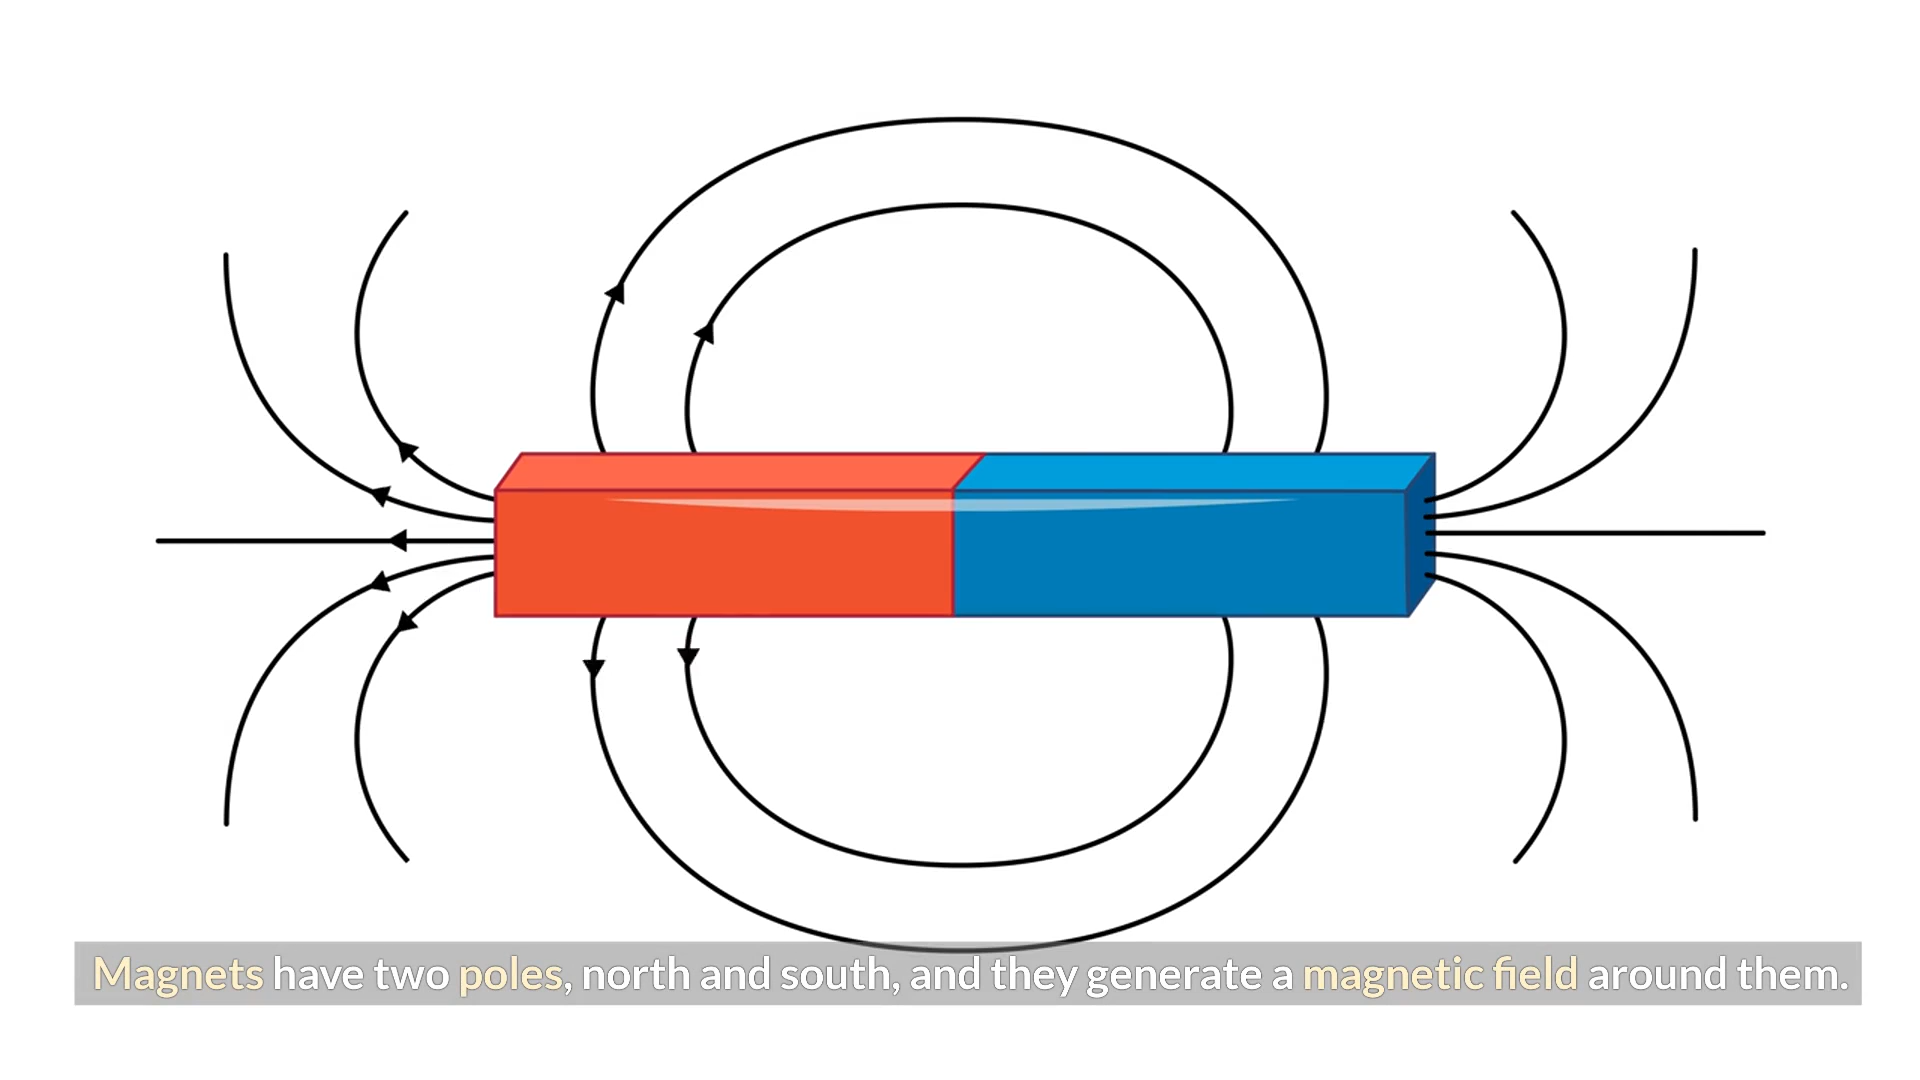 Magnets have two poles, north and south, and they generate a magnetic field around them.